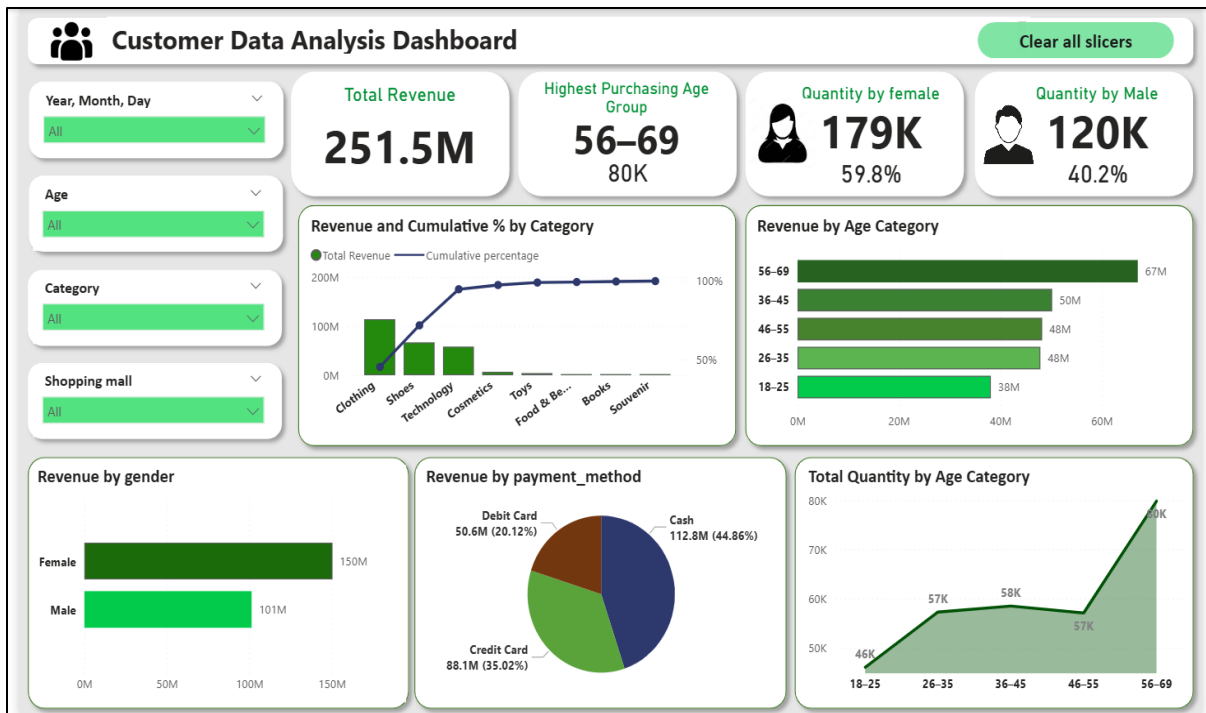 Customer Data Analysis Dashboard
Clear all slicers
Year, Month, Day
All
Age
All
Category
All
Shopping mall
All
Total Revenue
251.5M
Highest Purchasing Age
Group
56–69
80K
Quantity by female
179K
59.8%
Quantity by Male
120K
40.2%
Revenue and Cumulative % by Category
Total Revenue
Cumulative percentage
200M
100M
0M
100%
50%
Clothing
Shoes
Technology
Cosmetics
Toys
Food & Be...
Books
Souvenir
Revenue by Age Category
56–69
67M
36–45
50M
46–55
48M
26–35
48M
18–25
38M
0M
20M
40M
60M
Revenue by gender
Female
150M
Male
101M
0M
50M
100M
150M
Revenue by payment_method
Debit Card
50.6M (20.12%)
Cash
112.8M (44.86%)
Credit Card
88.1M (35.02%)
Total Quantity by Age Category
80K
70K
60K
50K
46K
57K
58K
57K
80K
18–25
26–35
36–45
46–55
56–69